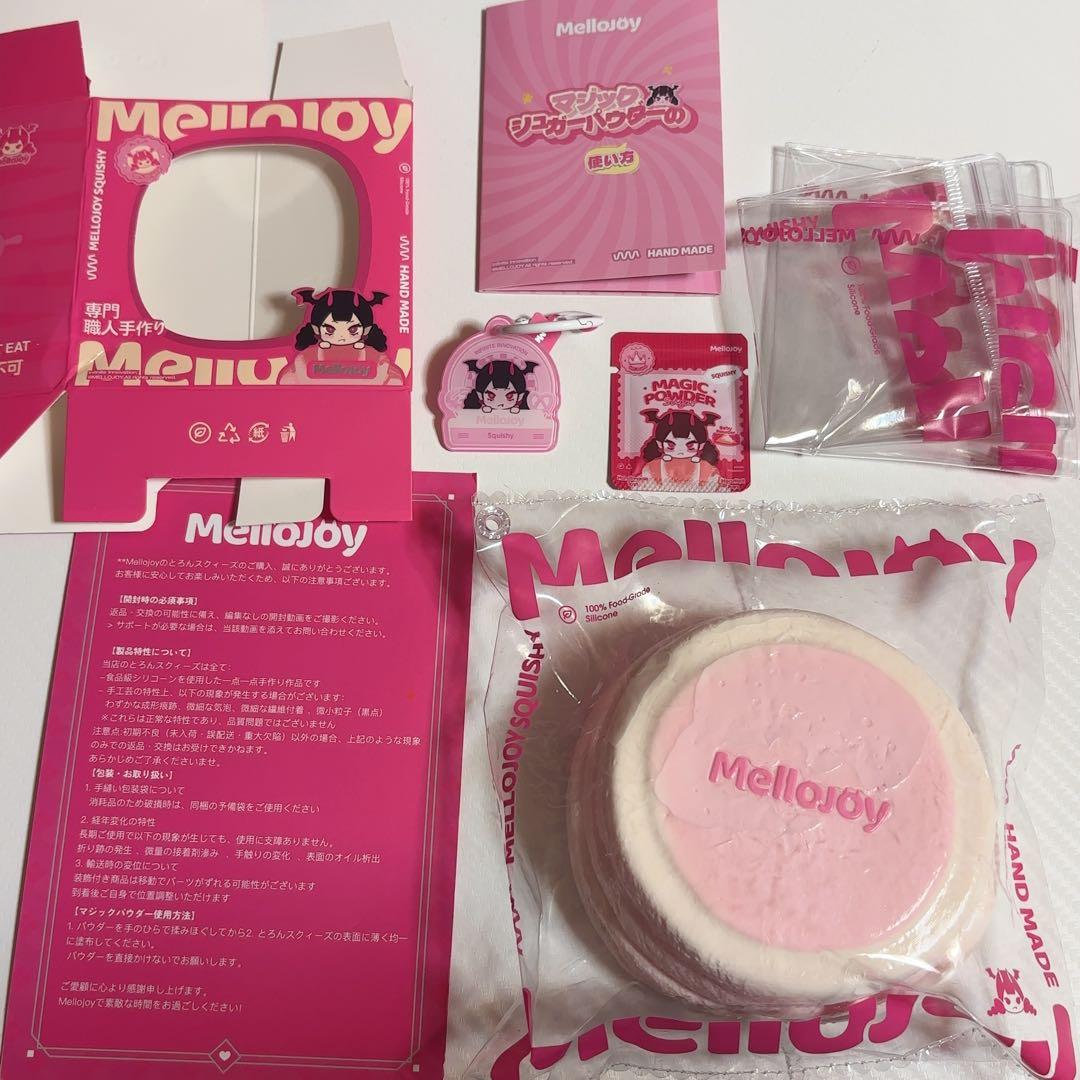 MelloJoy
MELLOJOY SQUISHY
100% Food-Grade
Silicone
HAND MADE
専門
職人手作り
MelloJoy
MelloJoy
Infinite Innovation
@MELLOJOY.All rights reserved.
EAT
不可
紙
MelloJoy
マジック
シュガーパウダーの
使い方
Infinite Innovation
@MELLOJOY.All rights reserved.
HAND MADE
INFINITE INNOVATION
MelloJoy
Squishy
MelloJoy
SQUISHY
MAGIC
POWDER
MELLOJOY
Silicone
MelloJoy
**Mellojoyのとろんスクィーズのご購入、誠にありがとうございます。
お客様に安心してお楽しみいただくため、以下の注意事項ございます。
【開封時の必須事項】
返品・交換の可能性に備え、編集なしの開封動画をご撮影ください。
> サポートが必要な場合は、当該動画を添えてお問い合わせください。
【製品特性について】
当店のとろんスクィーズは全て:
–食品級シリコーンを使用した一点一点手作り作品です
– 手工芸の特性上、以下の現象が発生する場合がございます:
わずかな成形痕跡、微細な気泡、微細な繊維付着 、微小粒子（黒点）
※これらは正常な特性であり、品質問題ではございません
注意点:初期不良（未入荷・誤配送・重大欠陥）以外の場合、上記のような現象
のみでの返品・交換はお受けできかねます。
あらかじめご了承くださいませ。
【包装・お取り扱い】
1. 手縫い包装袋について
消耗品のため破損時は、同梱の予備袋をご使用ください
2. 経年変化の特性
長期ご使用で以下の現象が生じても、使用に支障ありません。
折り跡の発生 、微量の接着剤滲み 、手触りの変化 、表面のオイル析出
3. 輸送時の変位について
装飾付き商品は移動でパーツがずれる可能性がございます
到着後ご自身で位置調整いただけます
【マジックパウダー使用方法】
1. パウダーを手のひらで揉みほぐしてから2. とろんスクィーズの表面に薄く均一
に塗布してください。
パウダーを直接かけないでお願いします。
ご愛顧に心より感謝申し上げます。
Mellojoyで素敵な時間をお過ごしください!
MelloJoy
100% Food-Grade
Silicone
MELLOJOY SQUISHY
MelloJoy
HAND MADE
MelloJoy